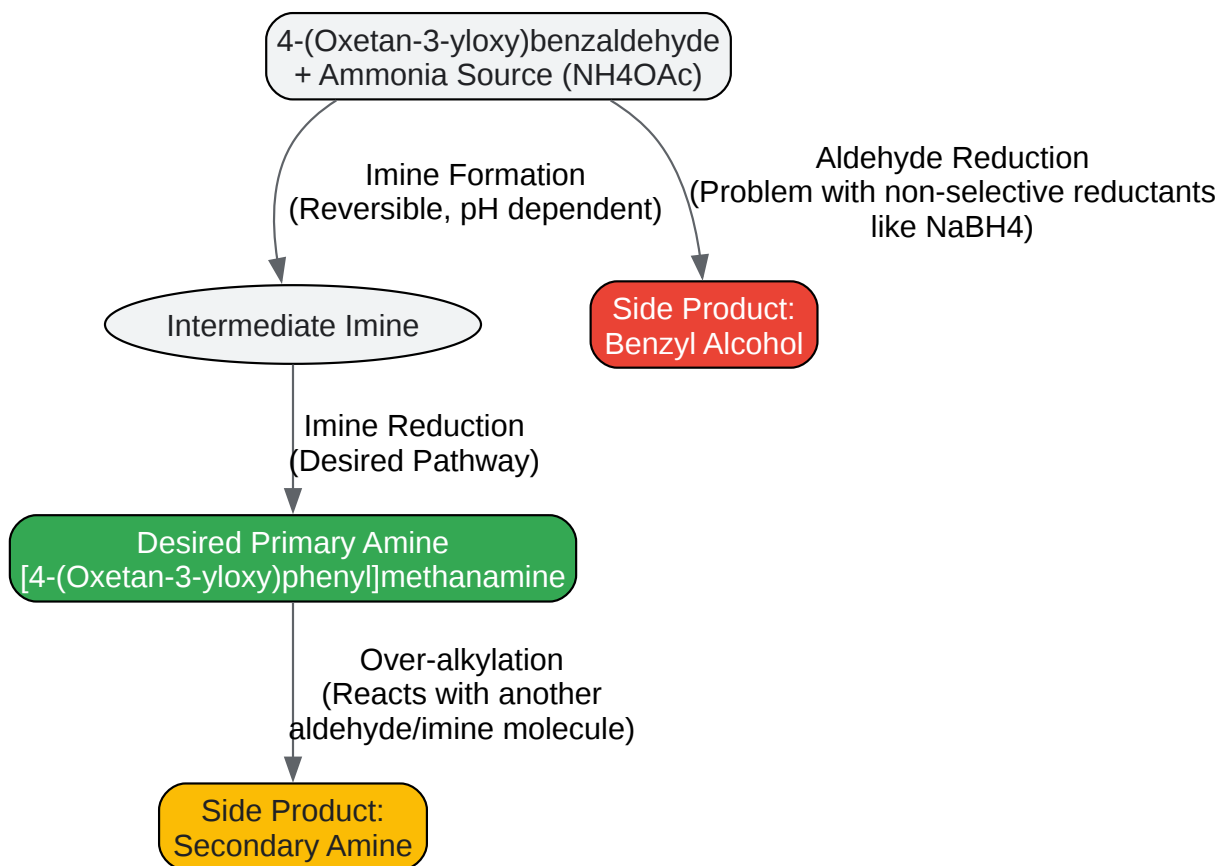 4-(Oxetan-3-yloxy)benzaldehyde
+ Ammonia Source (NH4OAc)
Imine Formation
(Reversible, pH dependent)
Aldehyde Reduction
(Problem with non-selective reductants
like NaBH4)
Intermediate Imine
Side Product:
Benzyl Alcohol
Imine Reduction
(Desired Pathway)
Desired Primary Amine
[4-(Oxetan-3-yloxy)phenyl]methanamine
Over-alkylation
(Reacts with another
aldehyde/imine molecule)
Side Product:
Secondary Amine